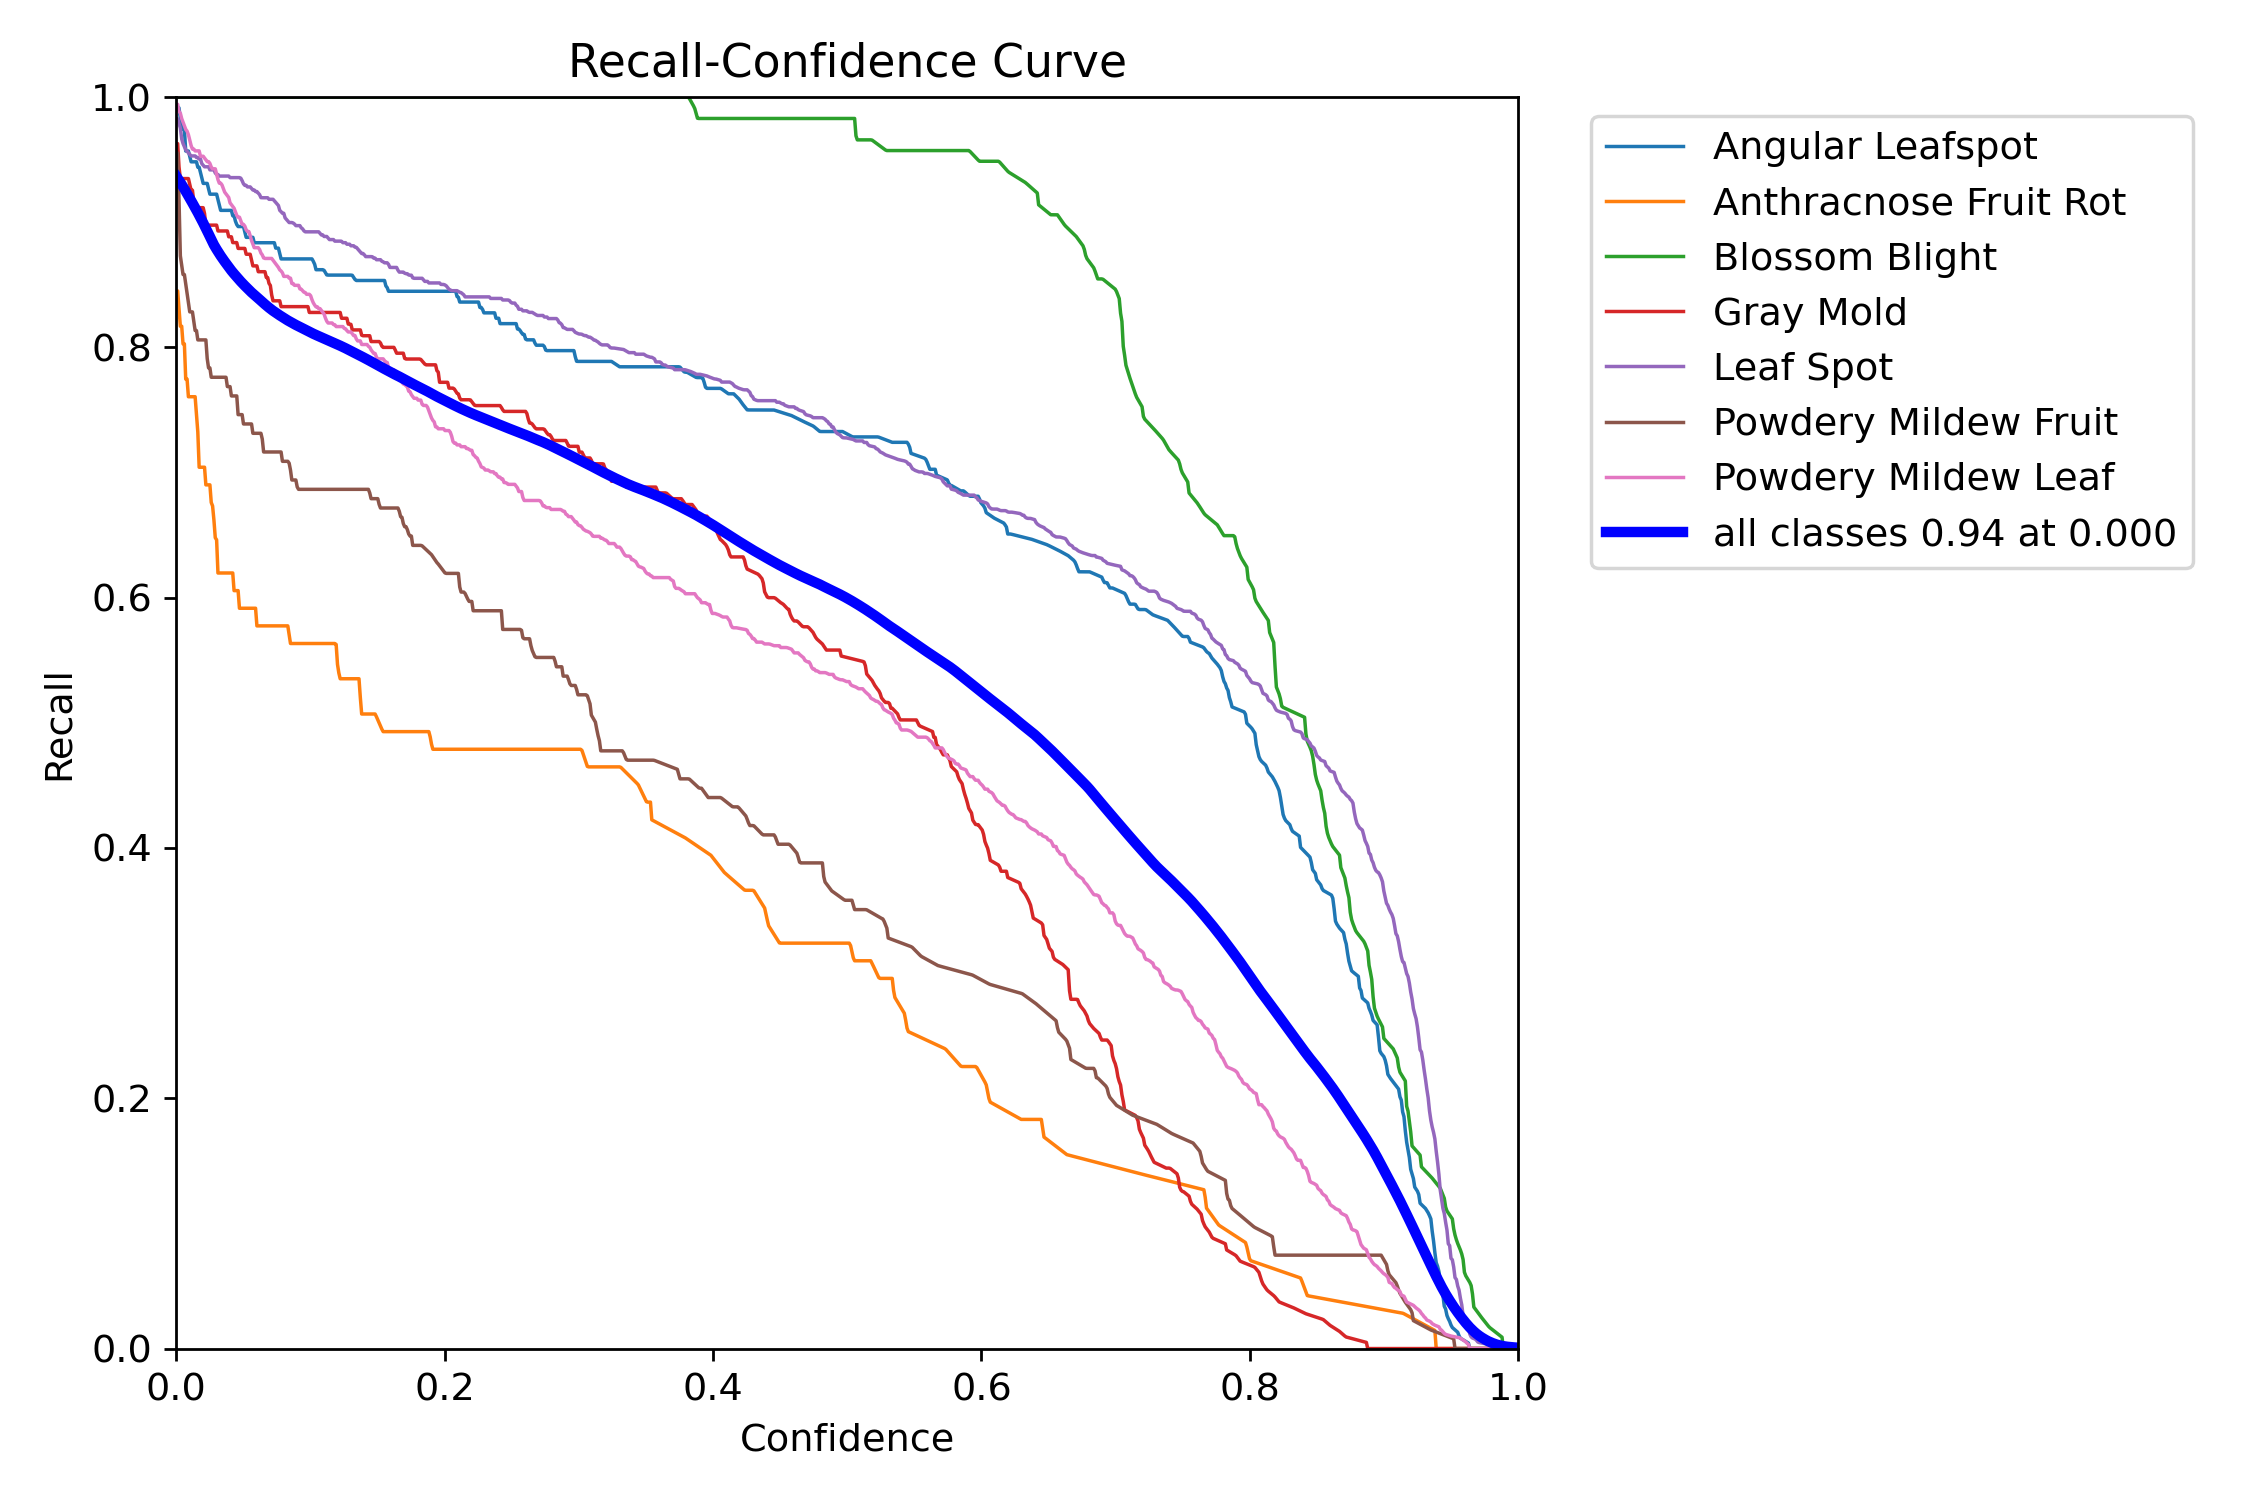 Recall-Confidence Curve
1.0
0.8
0.6
0.4
0.2
0.0
Recall
0.0 0.2 0.4 0.6 0.8 1.0
Confidence
Angular Leafspot
Anthracnose Fruit Rot
Blossom Blight
Gray Mold
Leaf Spot
Powdery Mildew Fruit
Powdery Mildew Leaf
all classes 0.94 at 0.000